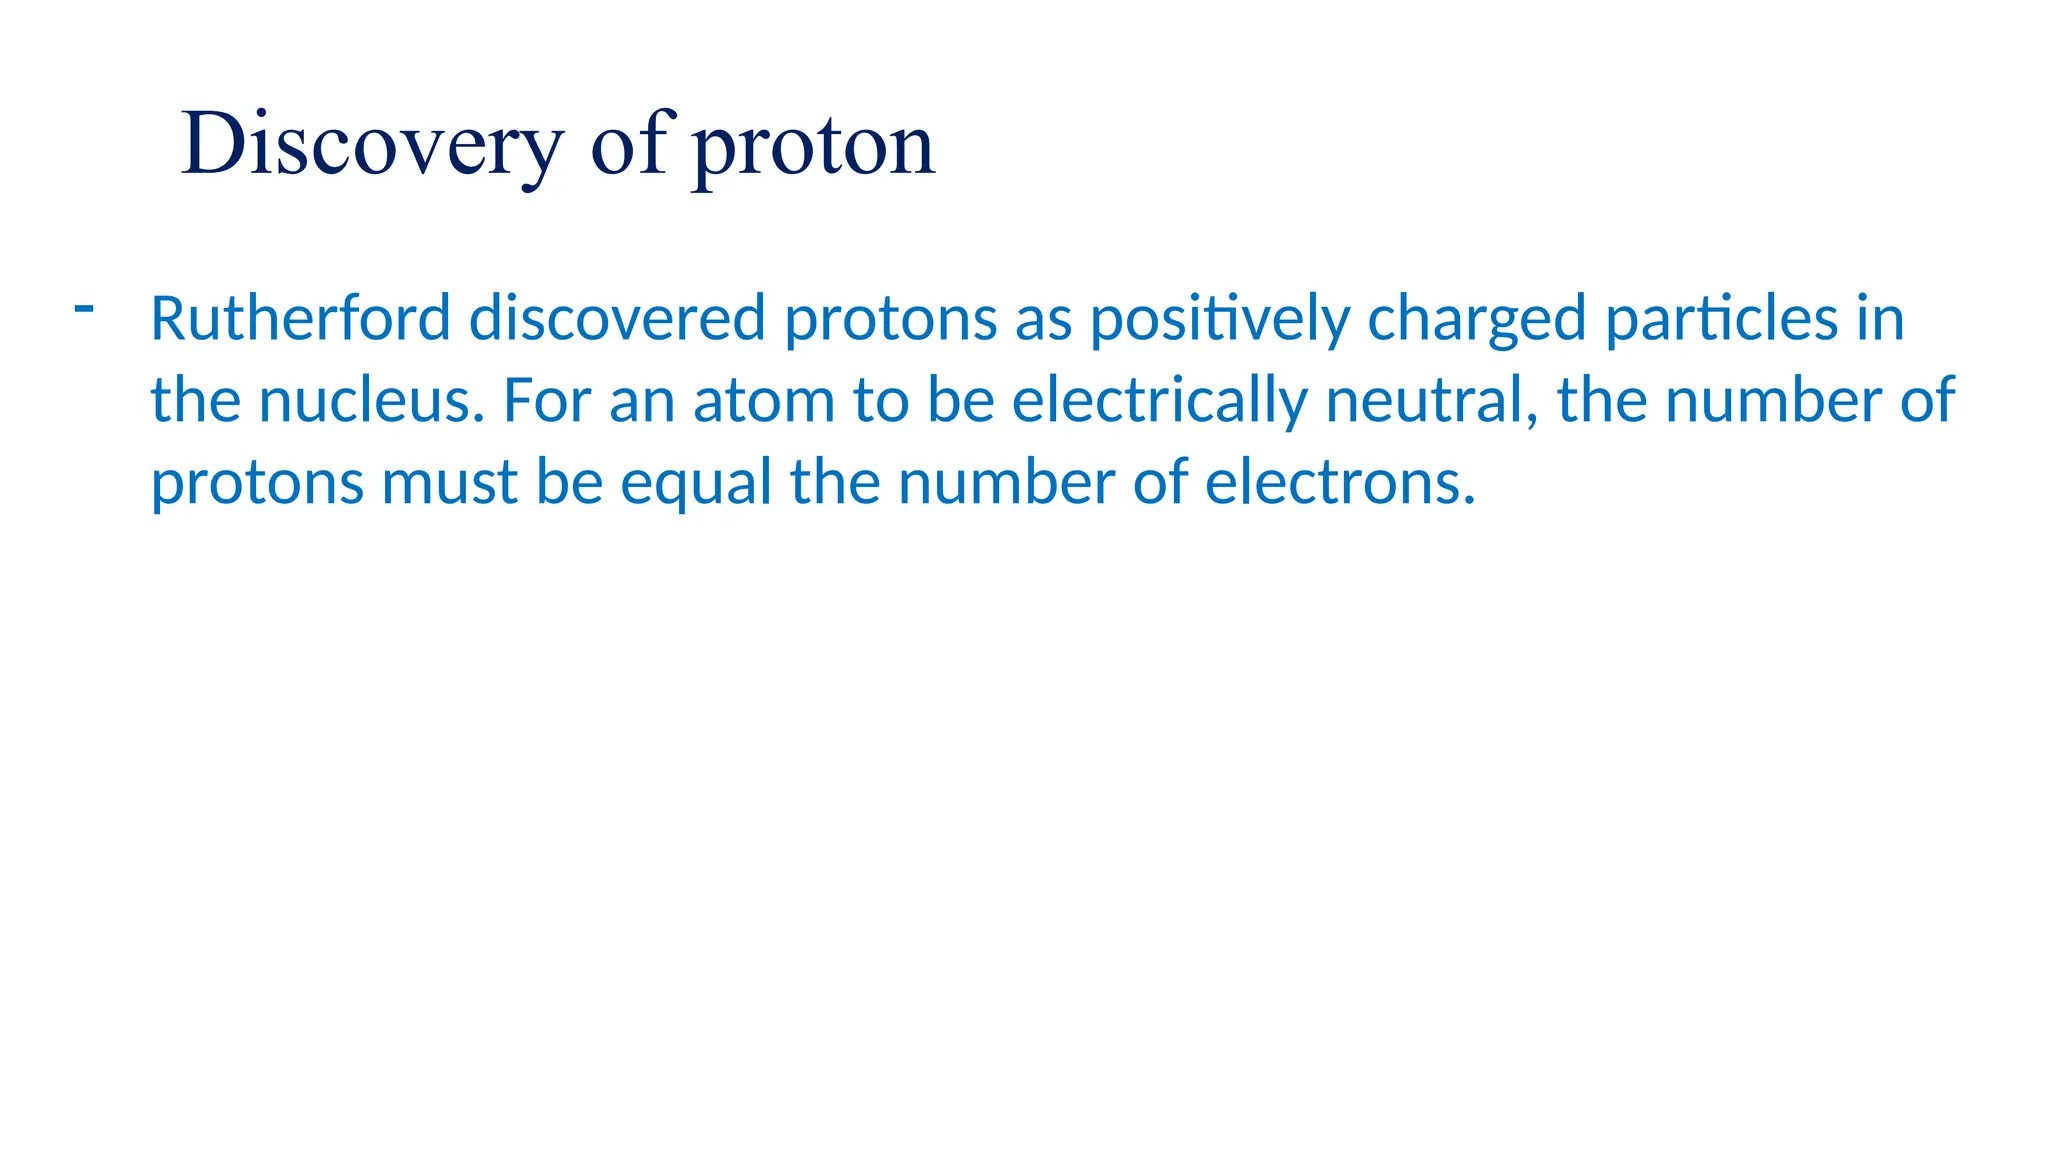 Discovery of proton
- Rutherford discovered protons as positively charged particles in
the nucleus. For an atom to be electrically neutral, the number of
protons must be equal the number of electrons.